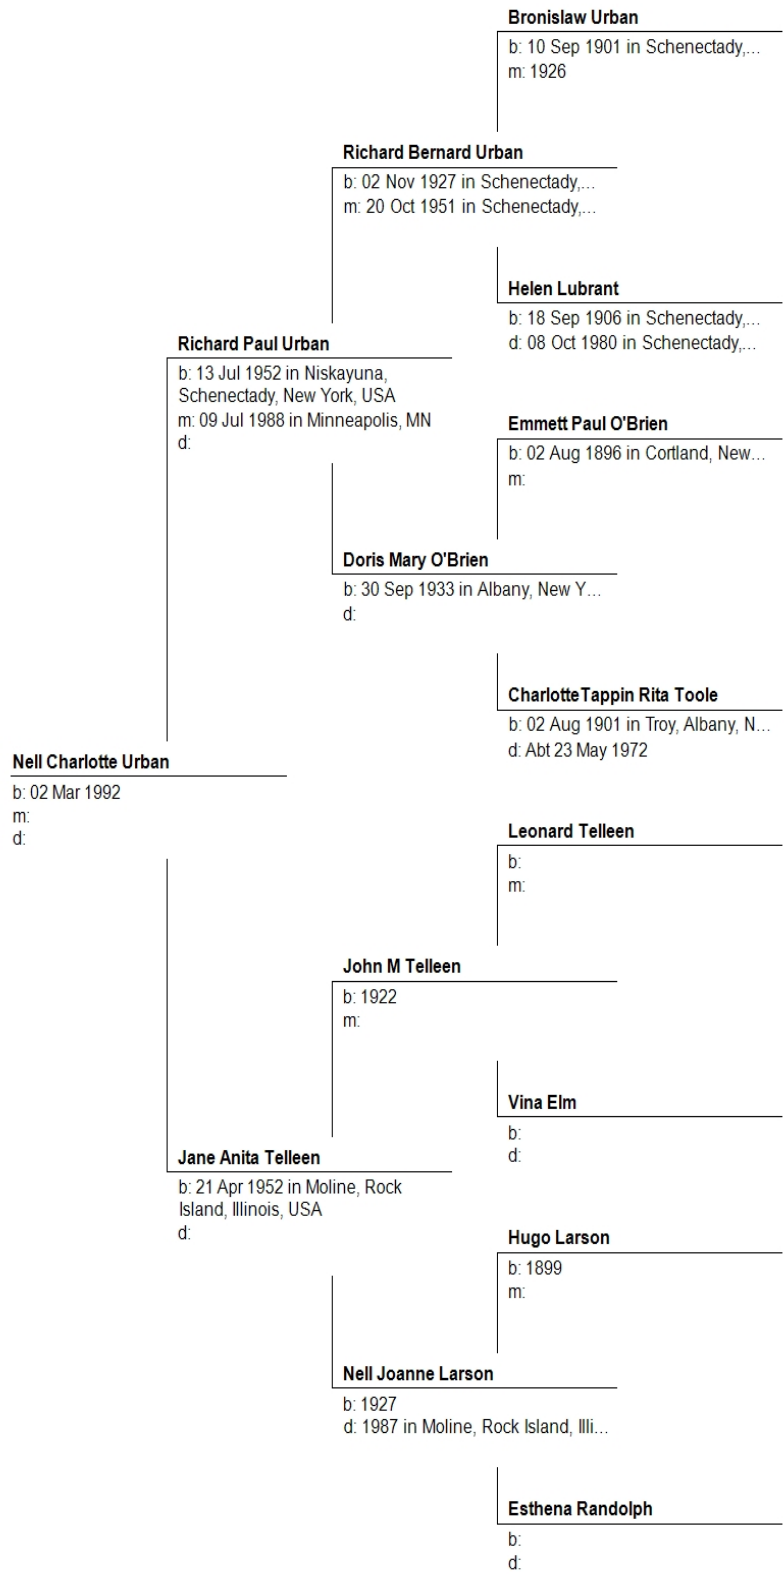 Bronislaw Urban
b: 10 Sep 1901 in Schenectady,...
m: 1926
Richard Bernard Urban
b: 02 Nov 1927 in Schenectady,...
m: 20 Oct 1951 in Schenectady,...
Helen Lubrant
b: 18 Sep 1906 in Schenectady,...
d: 08 Oct 1980 in Schenectady,...
Richard Paul Urban
b: 13 Jul 1952 in Niskayuna,
Schenectady, New York, USA
m: 09 Jul 1988 in Minneapolis, MN
d:
Emmett Paul O'Brien
b: 02 Aug 1896 in Cortland, New...
m:
Doris Mary O'Brien
b: 30 Sep 1933 in Albany, New Y...
d:
CharlotteTappin Rita Toole
b: 02 Aug 1901 in Troy, Albany, N...
d: Abt 23 May 1972
Nell Charlotte Urban
b: 02 Mar 1992
m:
d:
Leonard Telleen
b:
m:
John M Telleen
b: 1922
m:
Vina Elm
b:
d:
Jane Anita Telleen
b: 21 Apr 1952 in Moline, Rock
Island, Illinois, USA
d:
Hugo Larson
b: 1899
m:
Nell Joanne Larson
b: 1927
d: 1987 in Moline, Rock Island, Illi...
Esthena Randolph
b:
d: